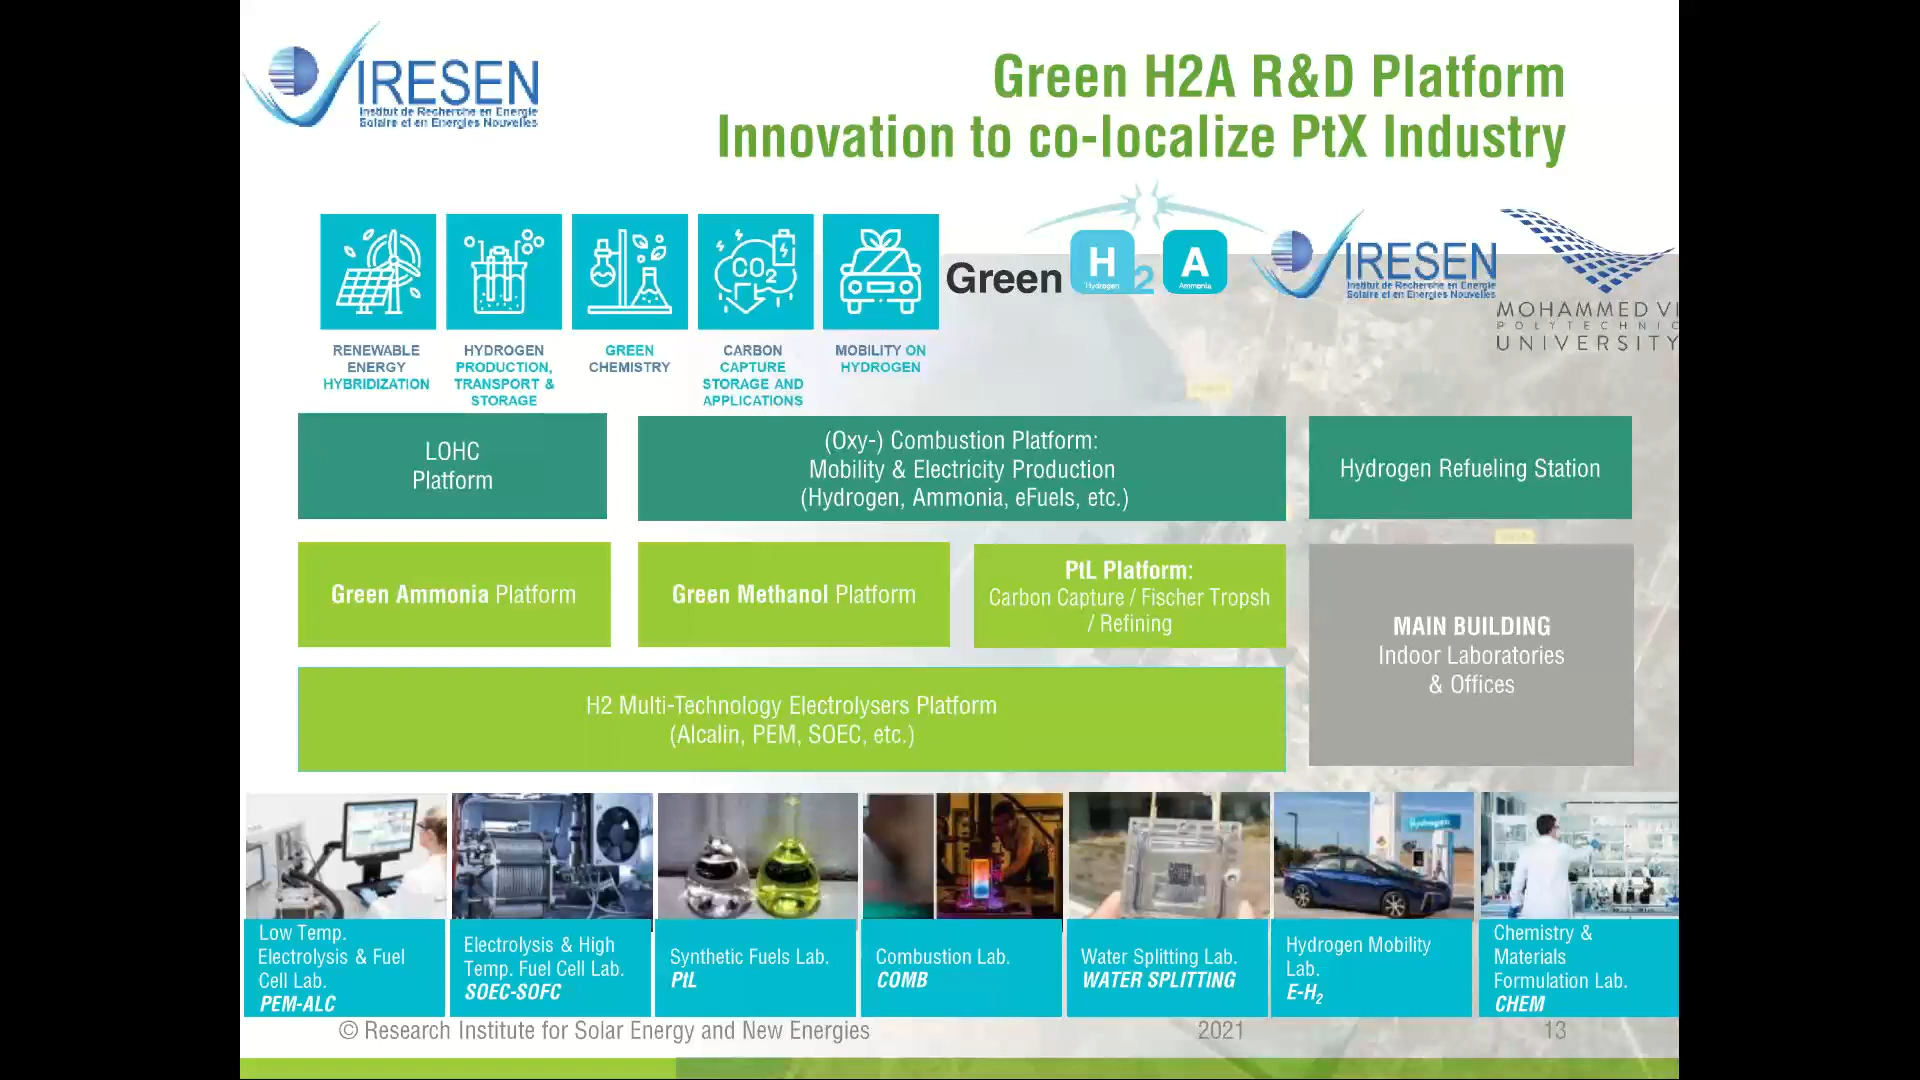 IRESEN
Institut de Recherche en Energie
Solaire et en Energies Nouvelles
Green H2A R&D Platform
Innovation to co-localize PtX Industry
RENEWABLE
ENERGY
HYBRIDIZATION
HYDROGEN
PRODUCTION,
TRANSPORT &
STORAGE
GREEN
CHEMISTRY
CO2
CARBON
CAPTURE
STORAGE AND
APPLICATIONS
MOBILITY ON
HYDROGEN
Green H 2 A
Hydrogen
Ammonia
IRESEN
Institut de Recherche en Energie
Solaire et en Energies Nouvelles
MOHAMMED VI
POLYTECHNIC
UNIVERSITY
LOHC
Platform
(Oxy-) Combustion Platform:
Mobility & Electricity Production
(Hydrogen, Ammonia, eFuels, etc.)
Hydrogen Refueling Station
Green Ammonia Platform
Green Methanol Platform
PtL Platform:
Carbon Capture / Fischer Tropsh
/ Refining
MAIN BUILDING
Indoor Laboratories
& Offices
H2 Multi-Technology Electrolysers Platform
(Alcalin, PEM, SOEC, etc.)
Hydrogen
Low Temp.
Electrolysis & Fuel
Cell Lab.
PEM-ALC
Electrolysis & High
Temp. Fuel Cell Lab.
SOEC-SOFC
Synthetic Fuels Lab.
PtL
Combustion Lab.
COMB
Water Splitting Lab.
WATER SPLITTING
Hydrogen Mobility
Lab.
E-H2
Chemistry &
Materials
Formulation Lab.
CHEM
© Research Institute for Solar Energy and New Energies
2021
13